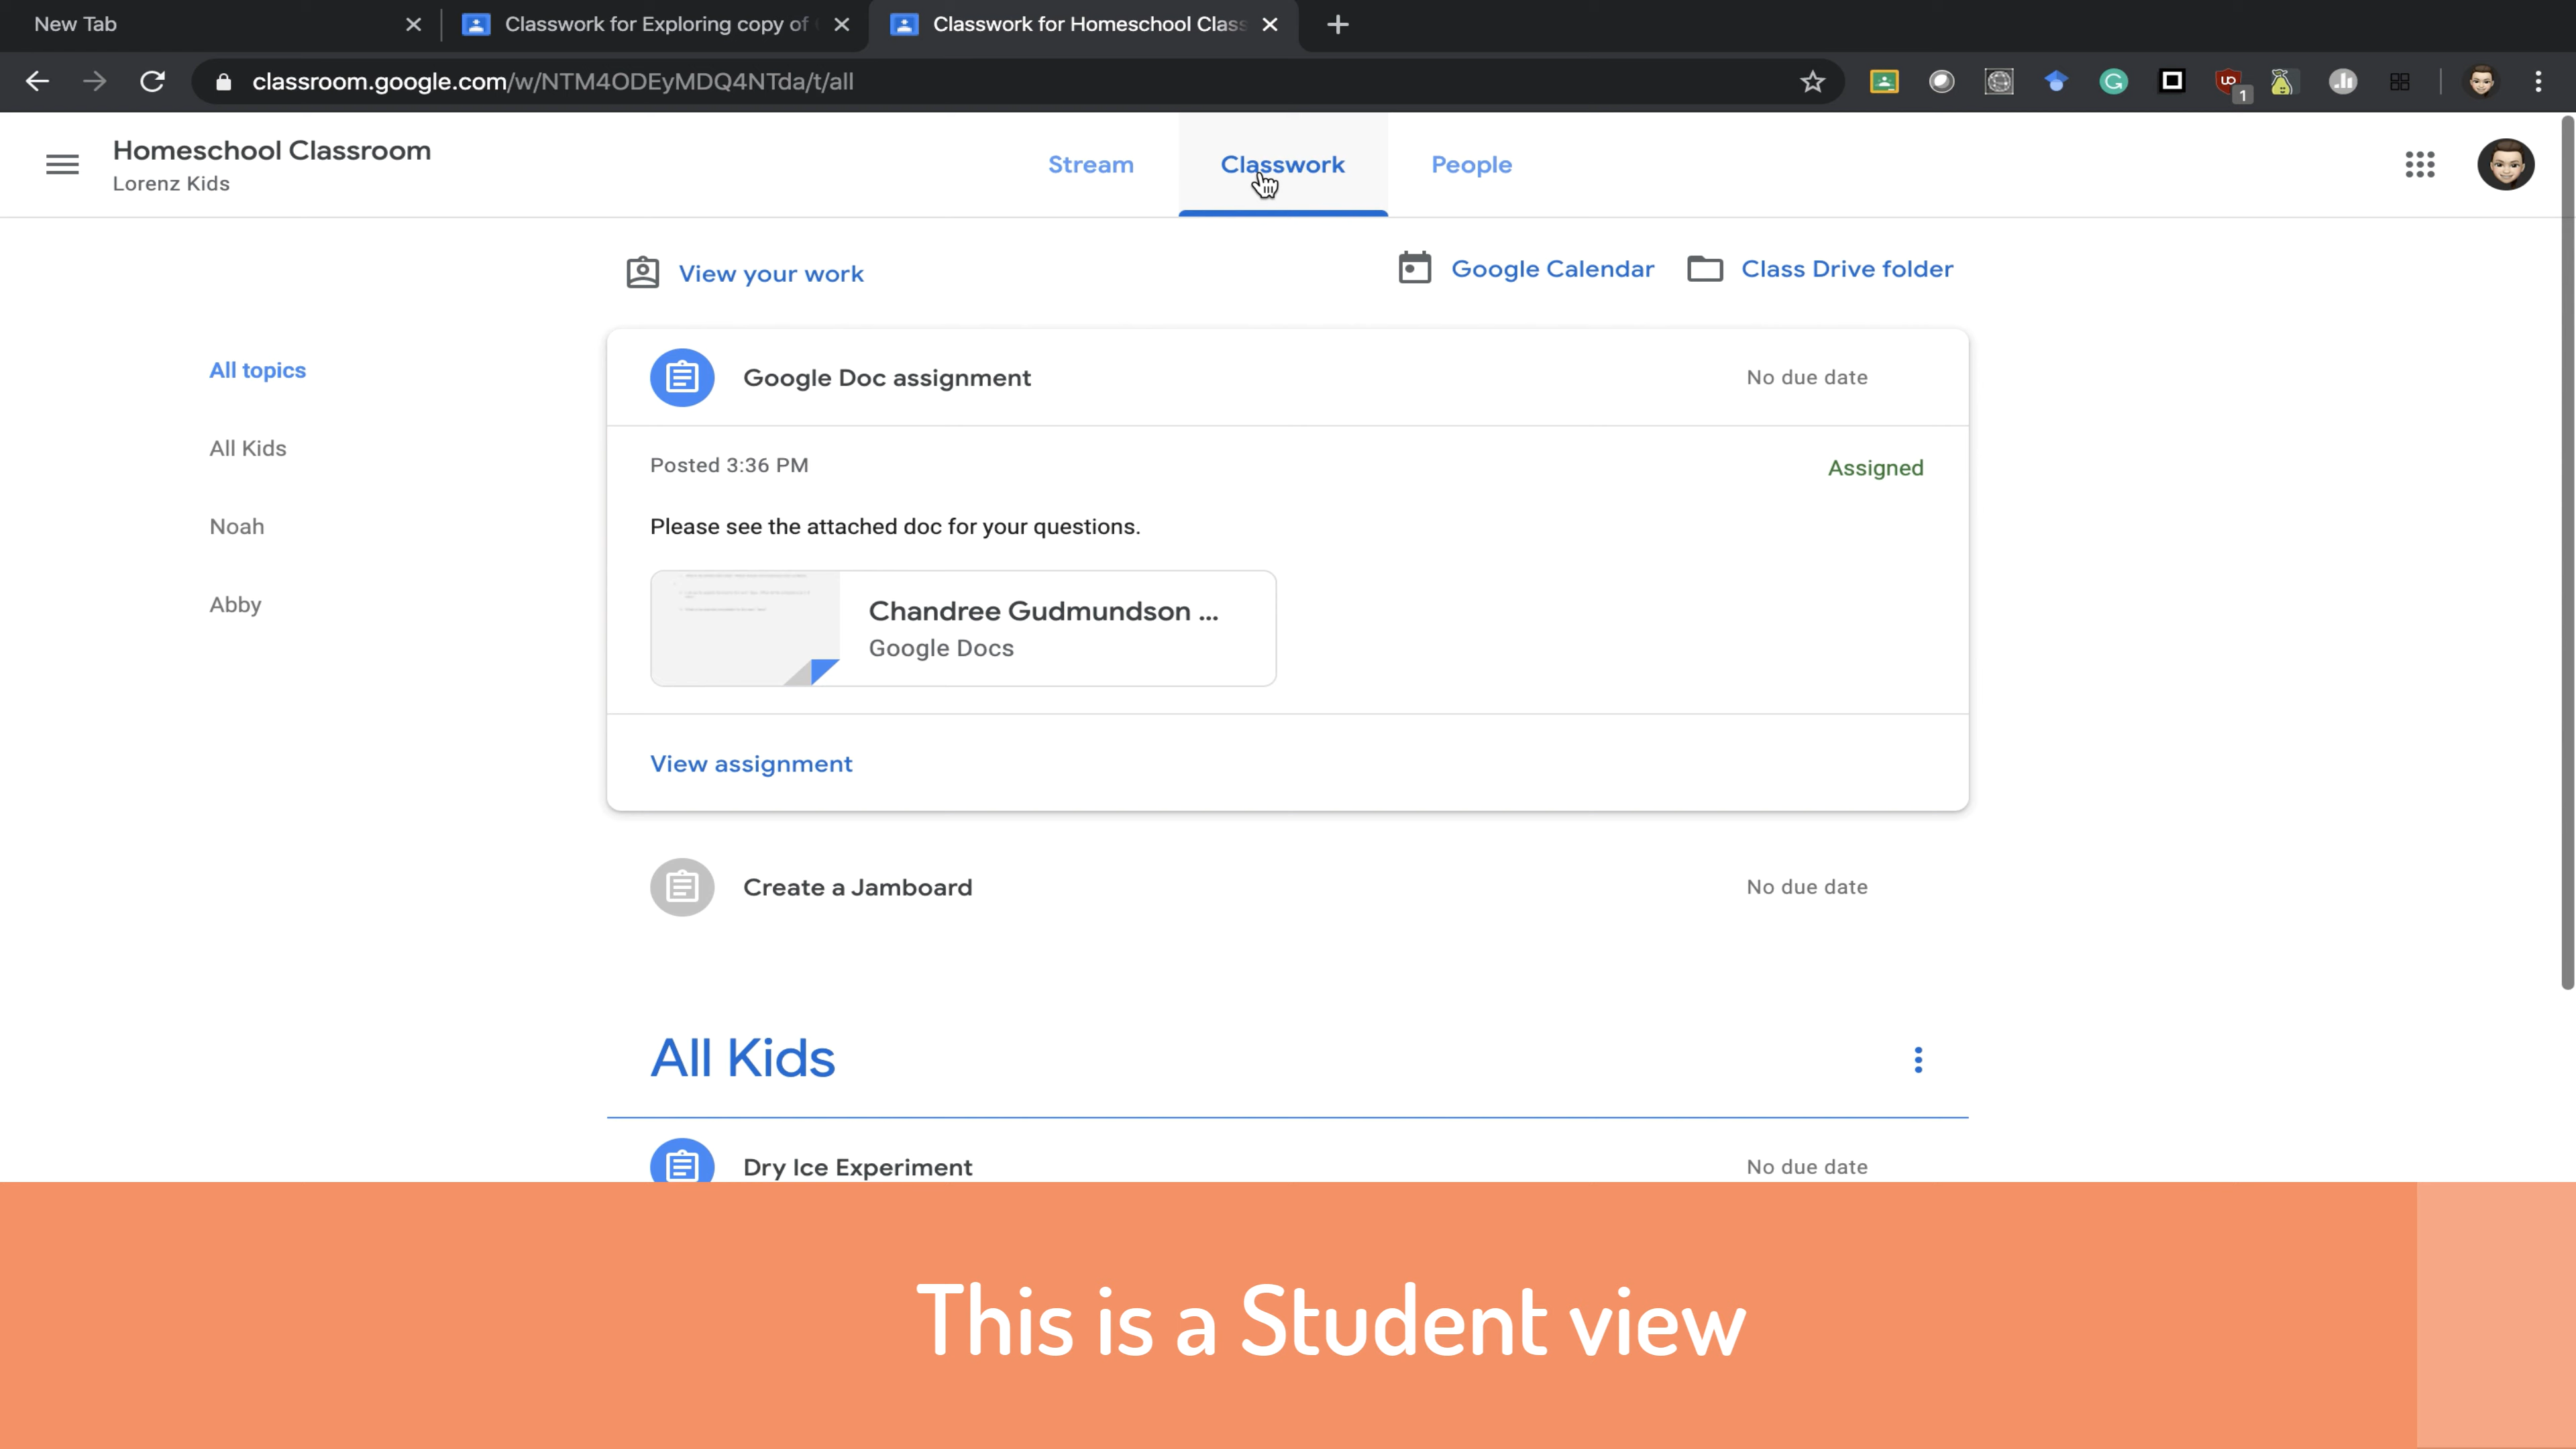 New Tab
Classwork for Exploring copy of
Classwork for Homeschool Class
classroom.google.com/w/NTM4ODEyMDQ4NTda/t/all
1
Homeschool Classroom
Lorenz Kids
Stream
Classwork
People
View your work
Google Calendar
Class Drive folder
All topics
All Kids
Noah
Abby
Google Doc assignment
No due date
Posted 3:36 PM
Assigned
Please see the attached doc for your questions.
Chandree Gudmundson ...
Google Docs
View assignment
Create a Jamboard
No due date
All Kids
Dry Ice Experiment
No due date
This is a Student view